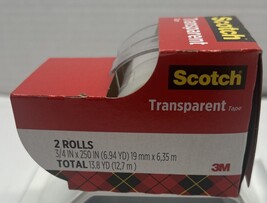 Scotch
Transparent
Scotch
Transparent Tape
2 ROLLS
3/4 IN x 250 IN (6.94 YD) 19 mm x 6,35 m
TOTAL 13.8 YD (12,7 m)
3M